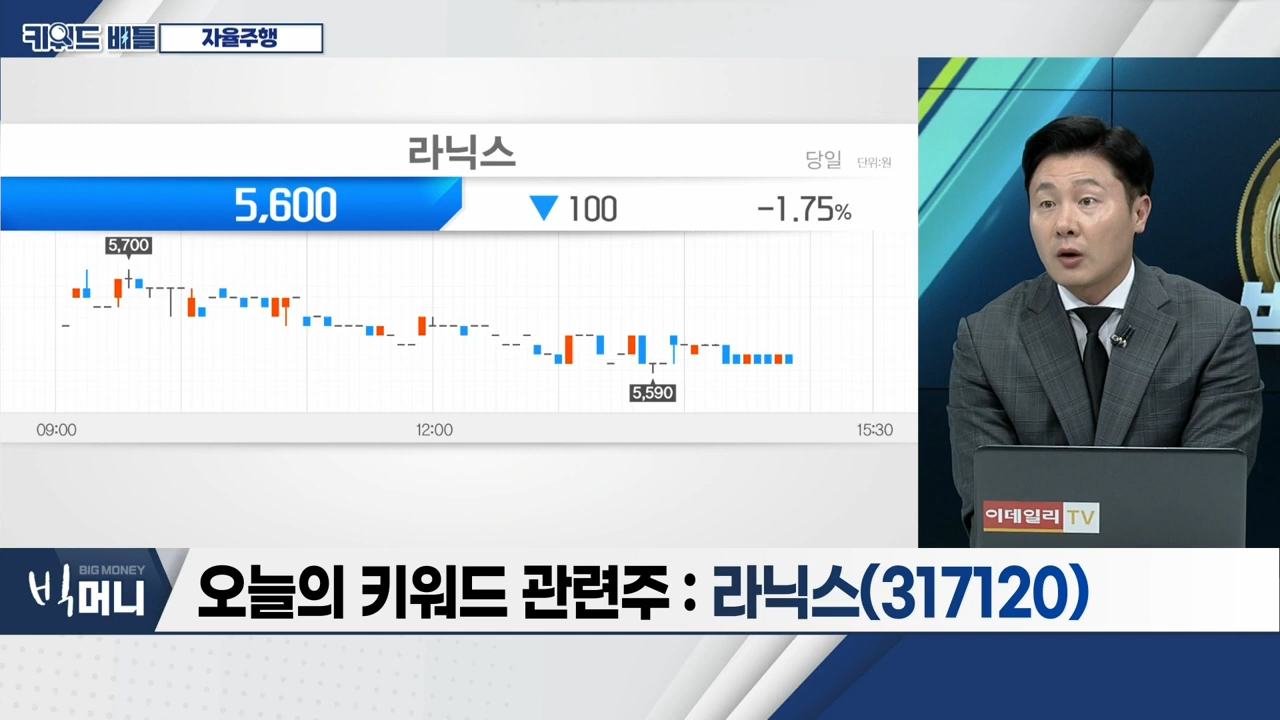 키워드 배틀
자율주행
라닉스
당일 단위:원
5,600 ▼ 100 -1.75%
5,700
5,590
09:00 12:00 15:30
이데일리TV
BIG MONEY
빅머니
오늘의 키워드 관련주 : 라닉스(317120)